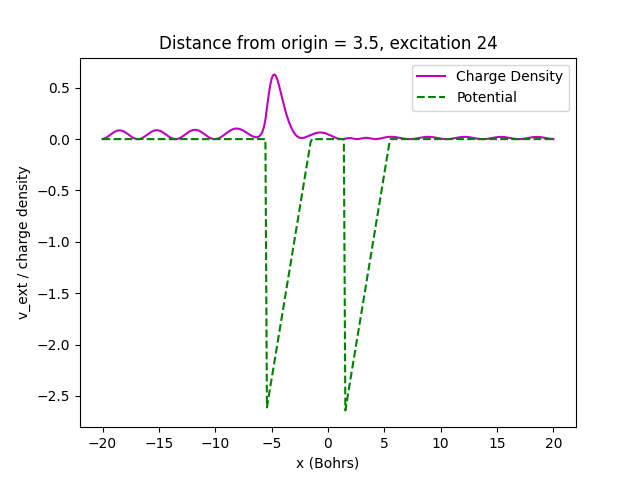 Distance from origin = 3.5, excitation 24
Charge Density
Potential
v_ext / charge density
0.5
0.0
−0.5
−1.0
−1.5
−2.0
−2.5
−20 −15 −10 −5 0 5 10 15 20
x (Bohrs)